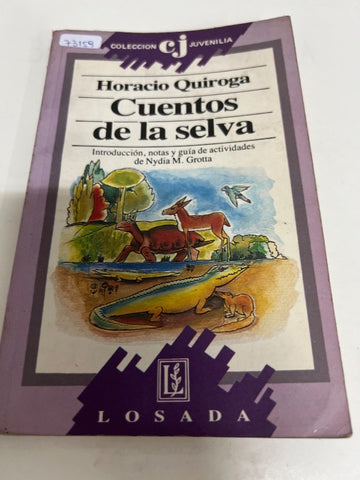 73159
COLECCION cj JUVENILIA
Horacio Quiroga
Cuentos
de la selva
Introducción, notas y guía de actividades
de Nydia M. Grotta
L
LOSADA